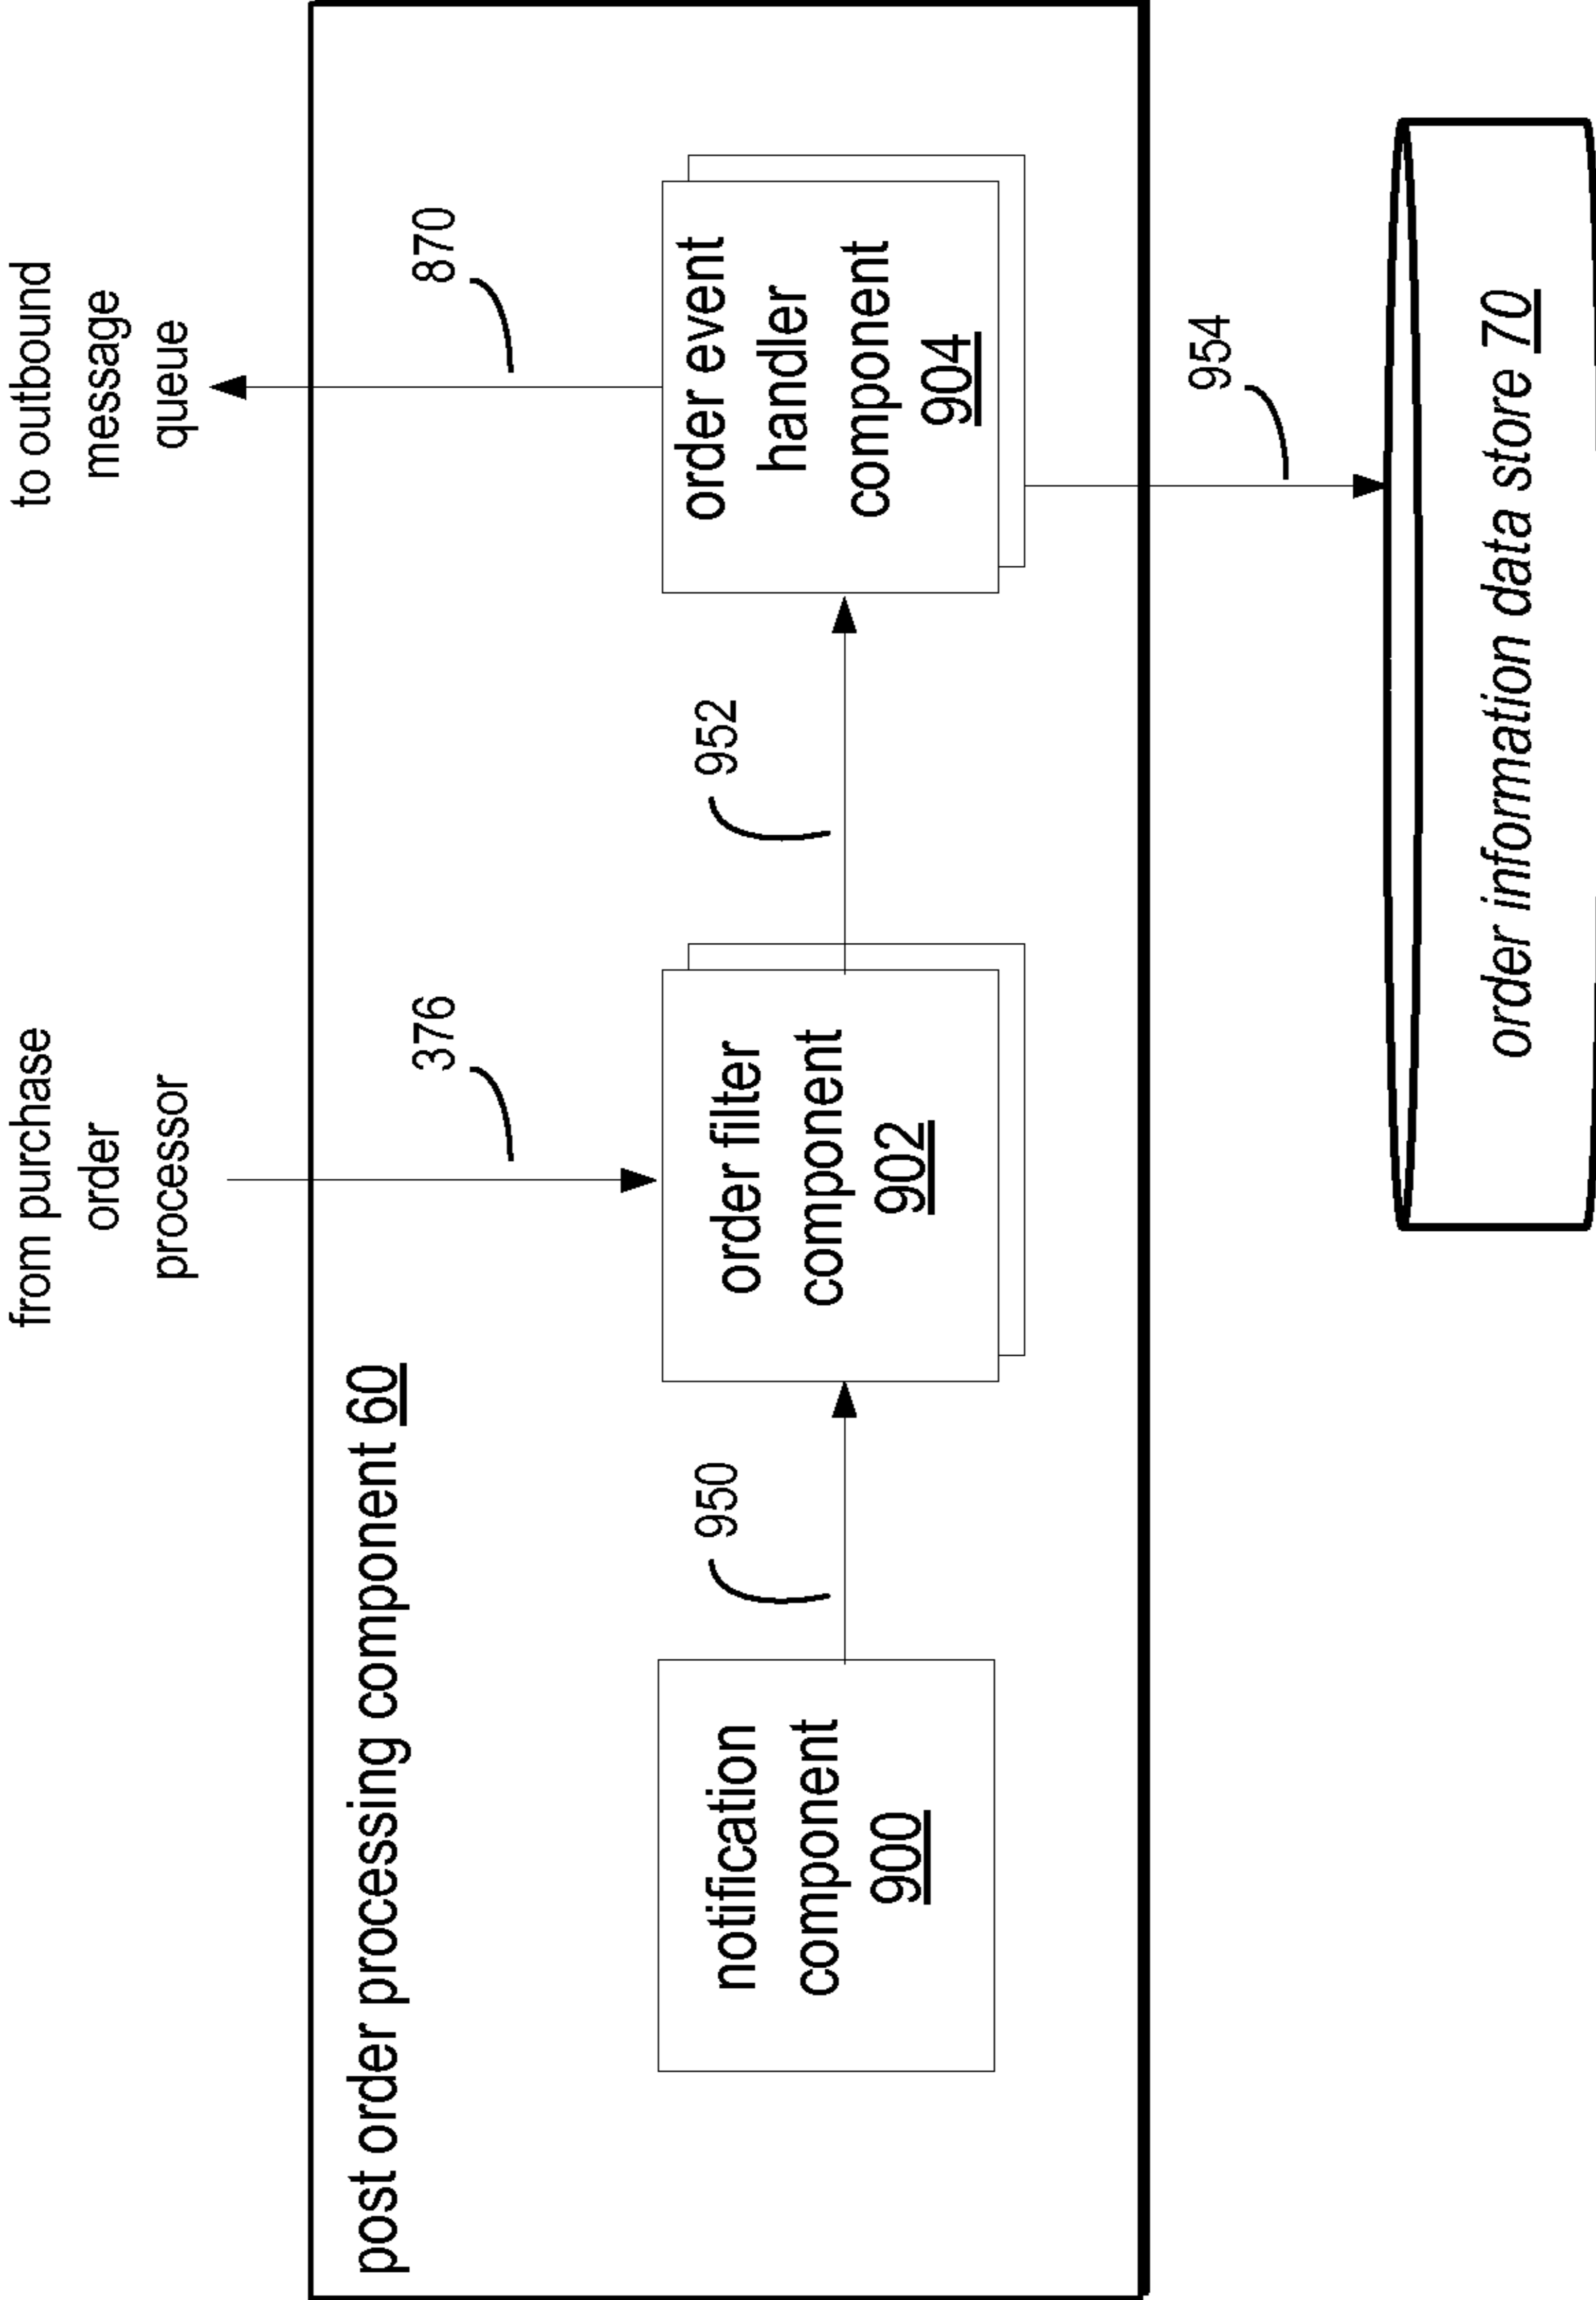 from purchase
order
processor
to outbound
message
queue
post order processing component 60
376
870
notification
component
900
950
order filter
component
902
952
order event
handler
component
904
954
order information data store 70